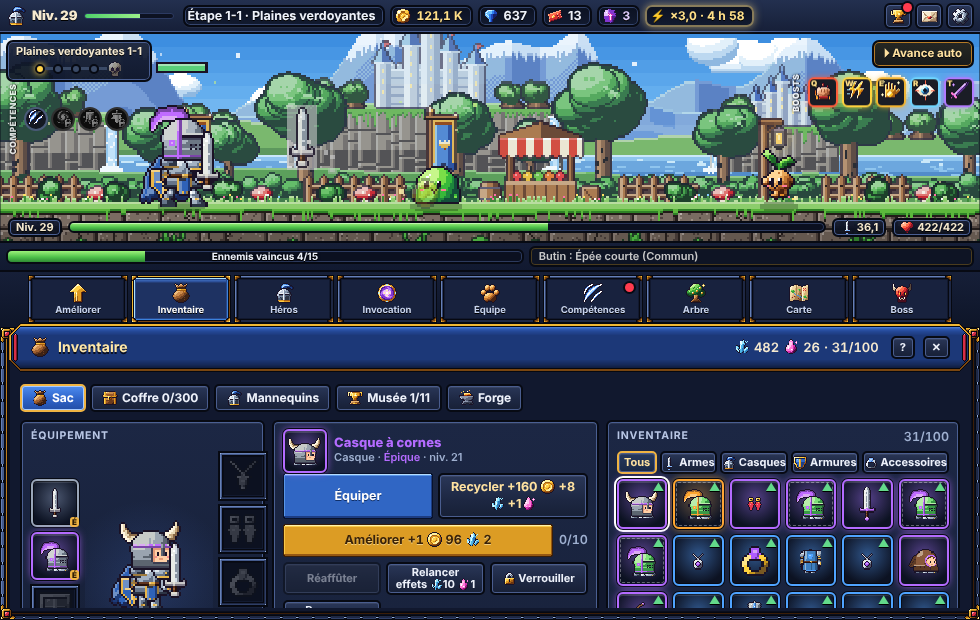 Niv. 29
Étape 1-1 · Plaines verdoyantes
121,1 K
637
13
3
×3,0 · 4 h 58
Plaines verdoyantes 1-1
Avance auto
COMPÉTENCES
BOOSTS
Niv. 29
36,1
422/422
Ennemis vaincus 4/15
Butin : Épée courte (Commun)
Améliorer
Inventaire
Héros
Invocation
Equipe
Compétences
Arbre
Carte
Boss
Inventaire
482
26 · 31/100
?
×
Sac
Coffre 0/300
Mannequins
Musée 1/11
Forge
ÉQUIPEMENT
E
E
Casque à cornes
Casque · Épique · niv. 21
Équiper
Recycler +160 +8
+1
Améliorer +1 96 2
0/10
Réaffûter
Relancer
effets 10 1
Verrouiller
INVENTAIRE
31/100
Tous
Armes
Casques
Armures
Accessoires